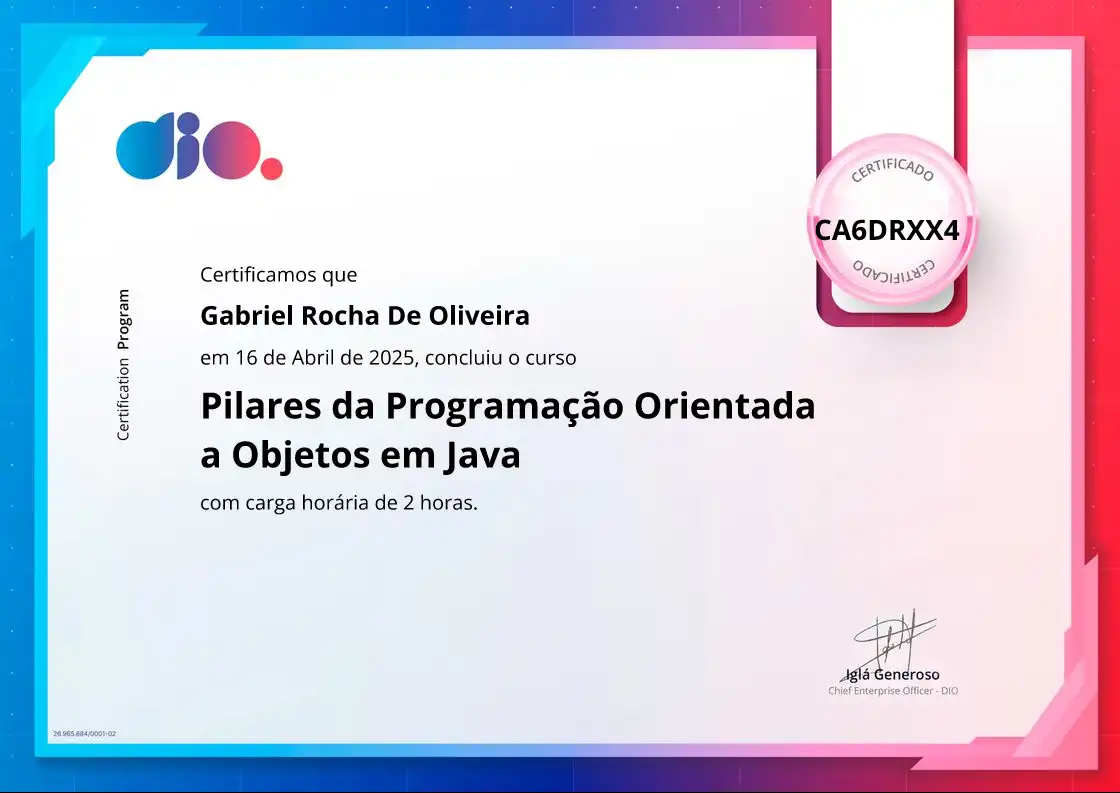 dio.
CERTIFICADO
CA6DRXX4
CERTIFICADO
Certificamos que
Gabriel Rocha De Oliveira
em 16 de Abril de 2025, concluiu o curso
Pilares da Programação Orientada
a Objetos em Java
com carga horária de 2 horas.
Certification Program
Iglá Generoso
Chief Enterprise Officer - DIO
26.965.884/0001-02